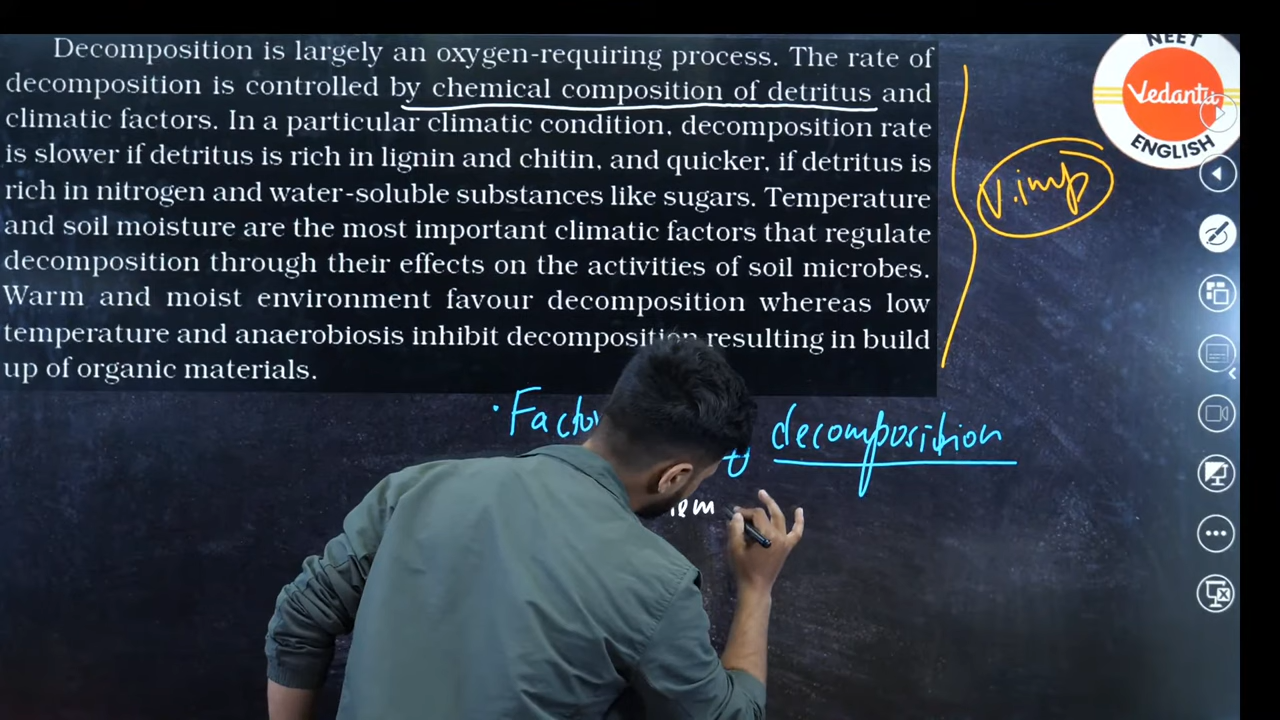 Decomposition is largely an oxygen-requiring process. The rate of
decomposition is controlled by chemical composition of detritus and
climatic factors. In a particular climatic condition, decomposition rate
is slower if detritus is rich in lignin and chitin, and quicker, if detritus is
rich in nitrogen and water-soluble substances like sugars. Temperature
and soil moisture are the most important climatic factors that regulate
decomposition through their effects on the activities of soil microbes.
Warm and moist environment favour decomposition whereas low
temperature and anaerobiosis inhibit decomposition resulting in build
up of organic materials.
NEET
Vedantu
ENGLISH
V.imp
· decomposition